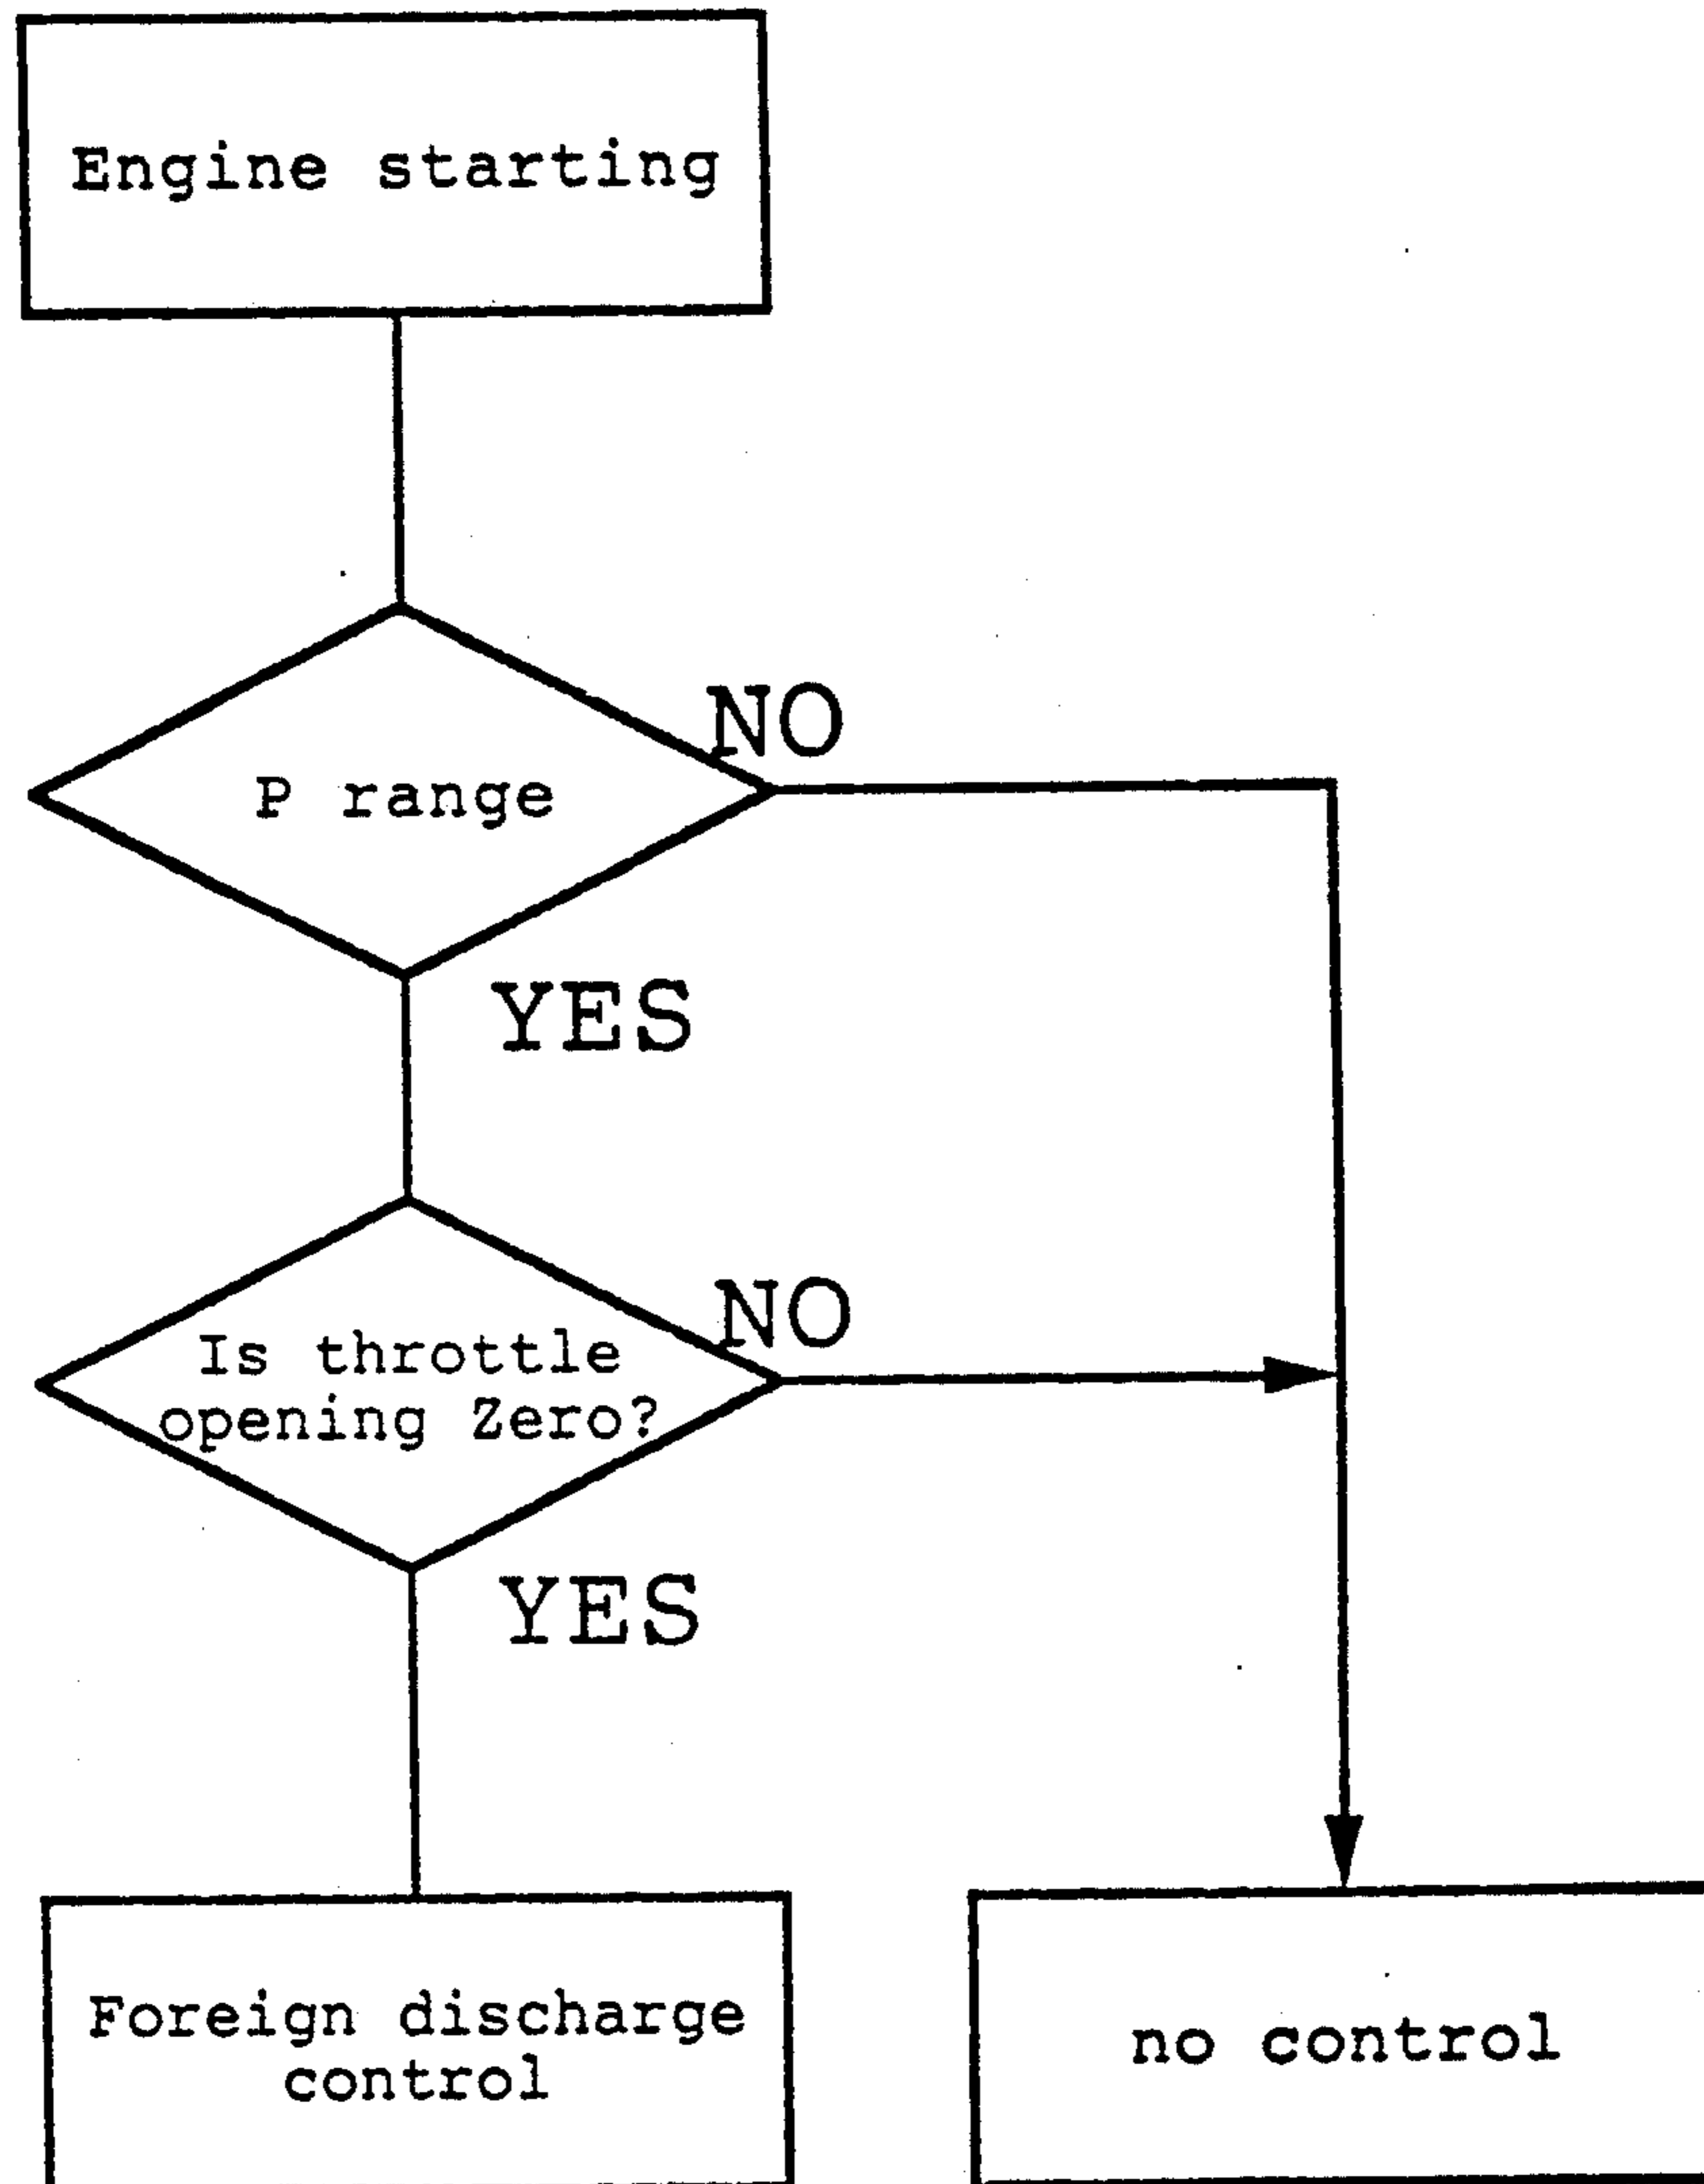 Engine starting
NO
P range
YES
NO
Is throttle
opening Zero?
YES
Foreign discharge
control
no control